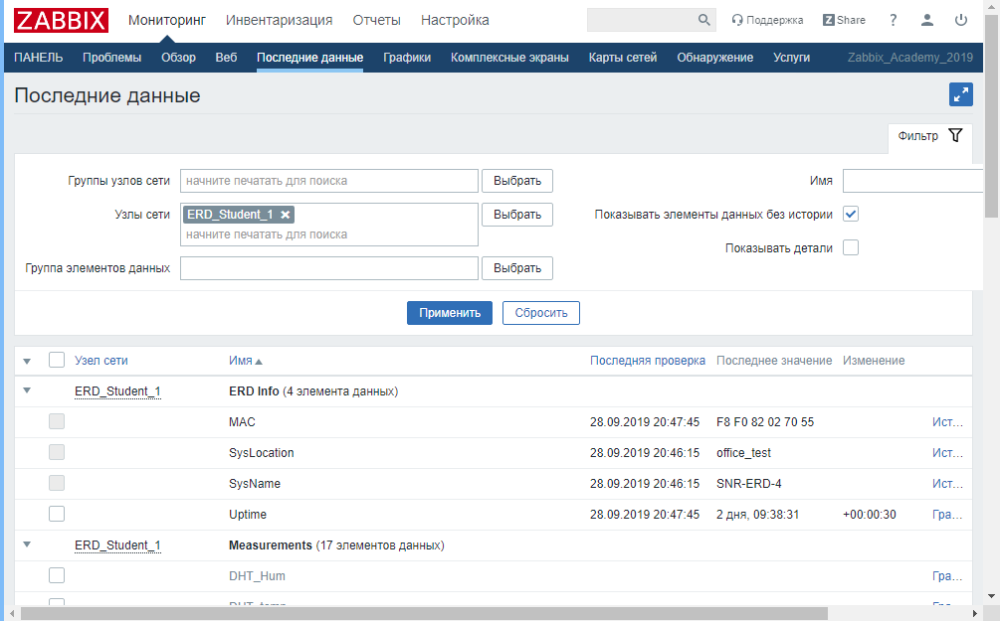 ZABBIX Мониторинг Инвентаризация Отчеты Настройка Поддержка Z Share ?
ПАНЕЛЬ Проблемы Обзор Веб Последние данные Графики Комплексные экраны Карты сетей Обнаружение Услуги Zabbix_Academy_2019
Последние данные
Фильтр
Группы узлов сети начните печатать для поиска Выбрать Имя
Узлы сети ERD_Student_1 Выбрать Показывать элементы данных без истории
начните печатать для поиска
Показывать детали
Группа элементов данных Выбрать
Применить Сбросить
Узел сети Имя Последняя проверка Последнее значение Изменение
ERD_Student_1 ERD Info (4 элемента данных)
MAC 28.09.2019 20:47:45 F8 F0 82 02 70 55 Ист...
SysLocation 28.09.2019 20:46:15 office_test Ист...
SysName 28.09.2019 20:46:15 SNR-ERD-4 Ист...
Uptime 28.09.2019 20:47:45 2 дня, 09:38:31 +00:00:30 Гра...
ERD_Student_1 Measurements (17 элементов данных)
DHT_Hum Гра...